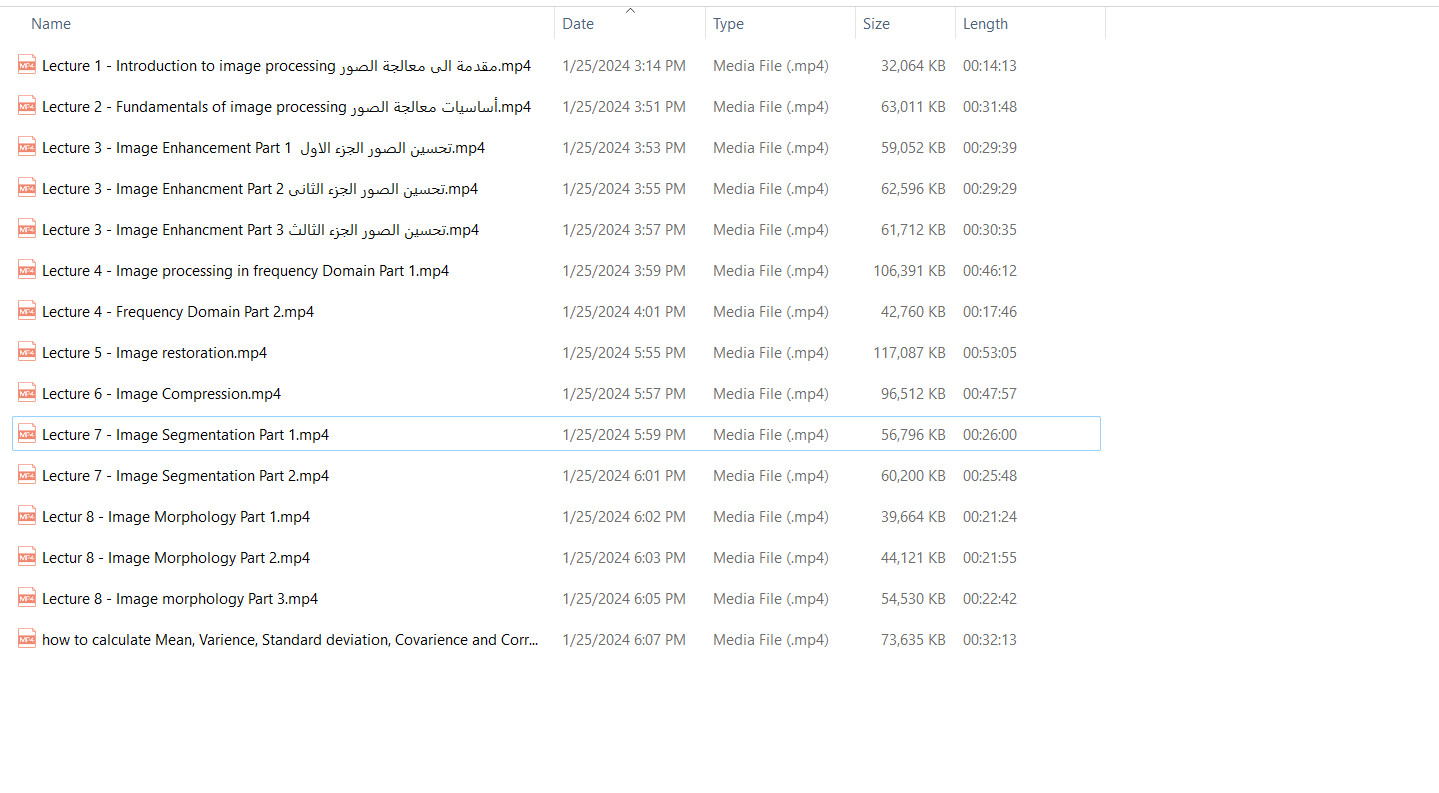 Name Date Type Size Length
Lecture 1 - Introduction to image processing مقدمة الى معالجة الصور.mp4 1/25/2024 3:14 PM Media File (.mp4) 32,064 KB 00:14:13
Lecture 2 - Fundamentals of image processing أساسيات معالجة الصور.mp4 1/25/2024 3:51 PM Media File (.mp4) 63,011 KB 00:31:48
Lecture 3 - Image Enhancement Part 1 تحسين الصور الجزء الاول.mp4 1/25/2024 3:53 PM Media File (.mp4) 59,052 KB 00:29:39
Lecture 3 - Image Enhancment Part 2 تحسين الصور الجزء الثانى.mp4 1/25/2024 3:55 PM Media File (.mp4) 62,596 KB 00:29:29
Lecture 3 - Image Enhancment Part 3 تحسين الصور الجزء الثالث.mp4 1/25/2024 3:57 PM Media File (.mp4) 61,712 KB 00:30:35
Lecture 4 - Image processing in frequency Domain Part 1.mp4 1/25/2024 3:59 PM Media File (.mp4) 106,391 KB 00:46:12
Lecture 4 - Frequency Domain Part 2.mp4 1/25/2024 4:01 PM Media File (.mp4) 42,760 KB 00:17:46
Lecture 5 - Image restoration.mp4 1/25/2024 5:55 PM Media File (.mp4) 117,087 KB 00:53:05
Lecture 6 - Image Compression.mp4 1/25/2024 5:57 PM Media File (.mp4) 96,512 KB 00:47:57
Lecture 7 - Image Segmentation Part 1.mp4 1/25/2024 5:59 PM Media File (.mp4) 56,796 KB 00:26:00
Lecture 7 - Image Segmentation Part 2.mp4 1/25/2024 6:01 PM Media File (.mp4) 60,200 KB 00:25:48
Lectur 8 - Image Morphology Part 1.mp4 1/25/2024 6:02 PM Media File (.mp4) 39,664 KB 00:21:24
Lectur 8 - Image Morphology Part 2.mp4 1/25/2024 6:03 PM Media File (.mp4) 44,121 KB 00:21:55
Lecture 8 - Image morphology Part 3.mp4 1/25/2024 6:05 PM Media File (.mp4) 54,530 KB 00:22:42
how to calculate Mean, Varience, Standard deviation, Covarience and Corr... 1/25/2024 6:07 PM Media File (.mp4) 73,635 KB 00:32:13